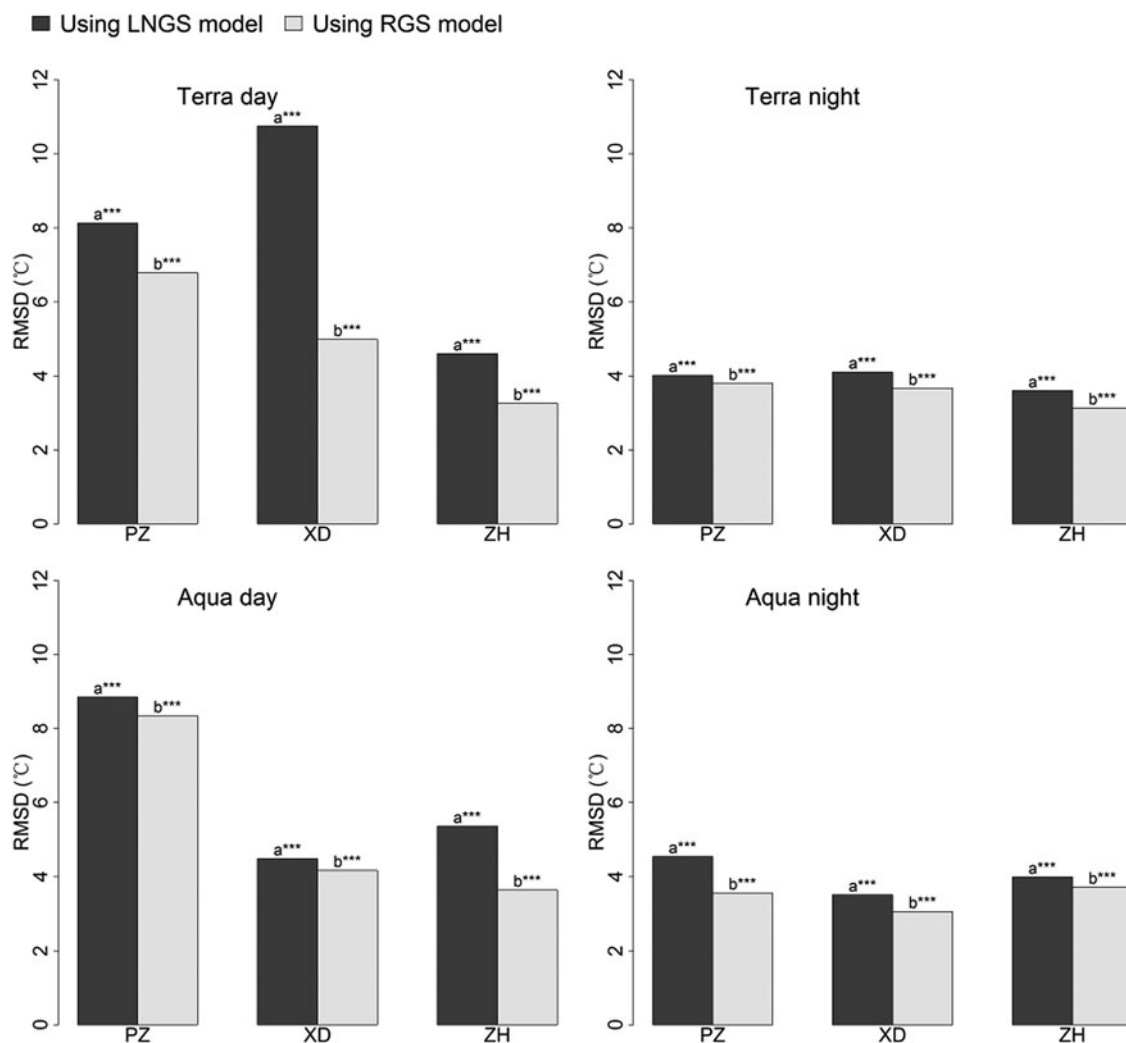 Using LNGS model Using RGS model
Terra day
RMSD (℃)
0 2 4 6 8 10 12
a*** b*** a*** b*** a*** b***
PZ XD ZH
Terra night
RMSD (℃)
0 2 4 6 8 10 12
a*** b*** a*** b*** a*** b***
PZ XD ZH
Aqua day
RMSD (℃)
0 2 4 6 8 10 12
a*** b*** a*** b*** a*** b***
PZ XD ZH
Aqua night
RMSD (℃)
0 2 4 6 8 10 12
a*** b*** a*** b*** a*** b***
PZ XD ZH